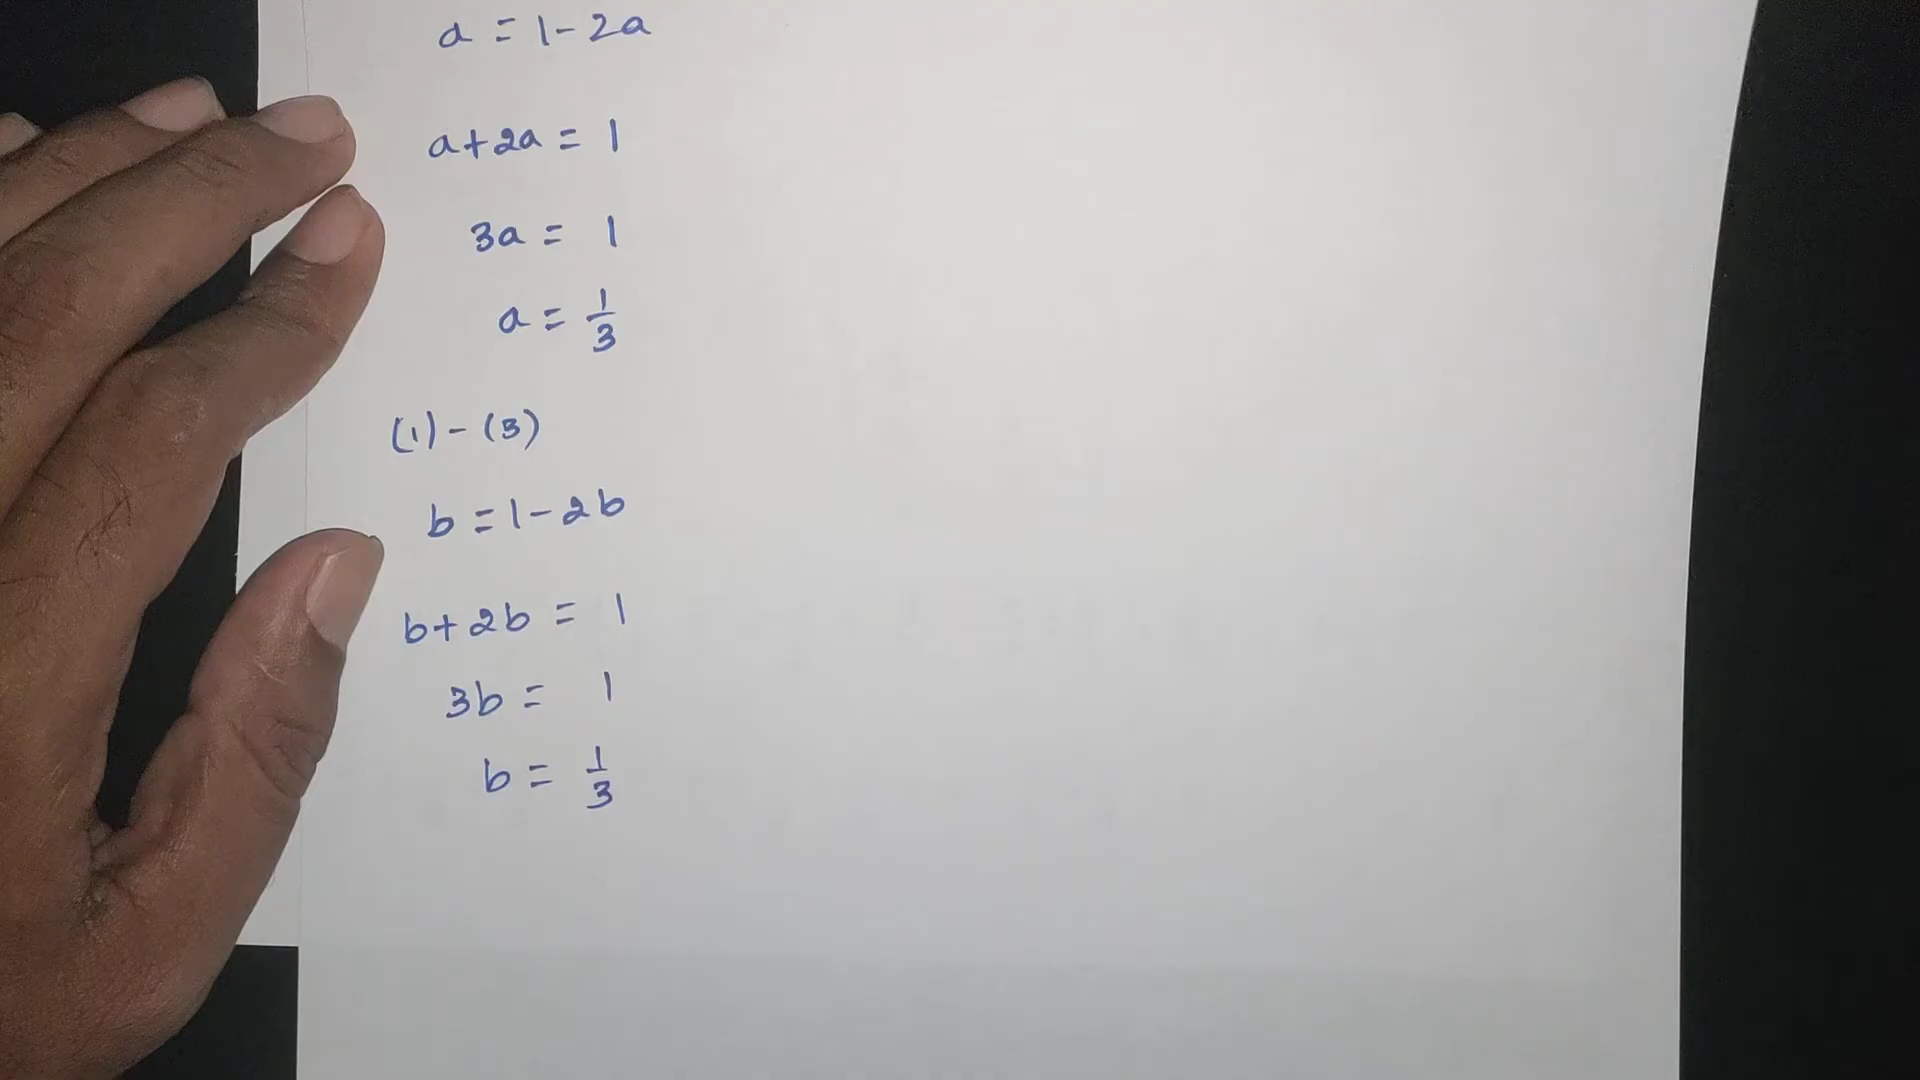 a = 1 - 2a
a + 2a = 1
3a = 1
a = 1/3
(1) - (3)
b = 1 - 2b
b + 2b = 1
3b = 1
b = 1/3